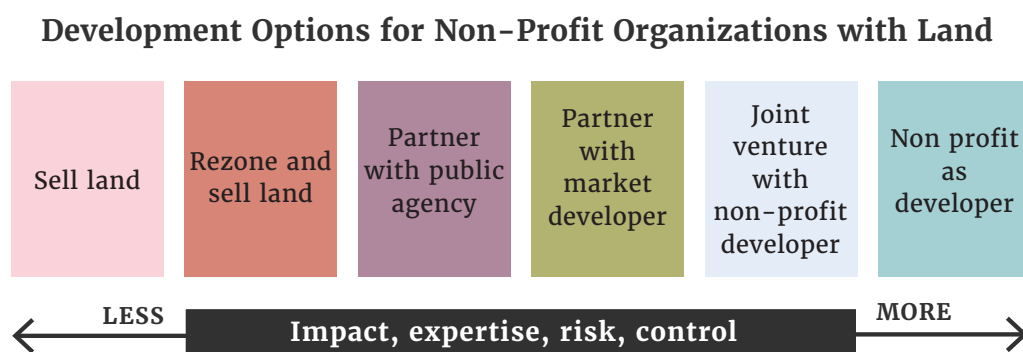 Development Options for Non-Profit Organizations with Land
Sell land
Rezone and
sell land
Partner
with public
agency
Partner
with
market
developer
Joint
venture
with
non-profit
developer
Non profit
as
developer
LESS
Impact, expertise, risk, control
MORE